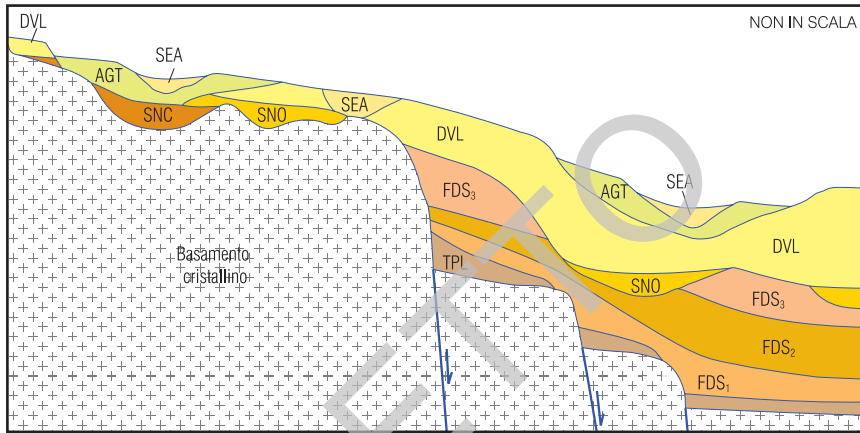 DVL
NON IN SCALA
SEA
AGT
SEA
SNC
SNO
DVL
FDS3
AGT
SEA
DVL
Basamento
cristallino
TPL
SNO
FDS3
FDS2
FDS1